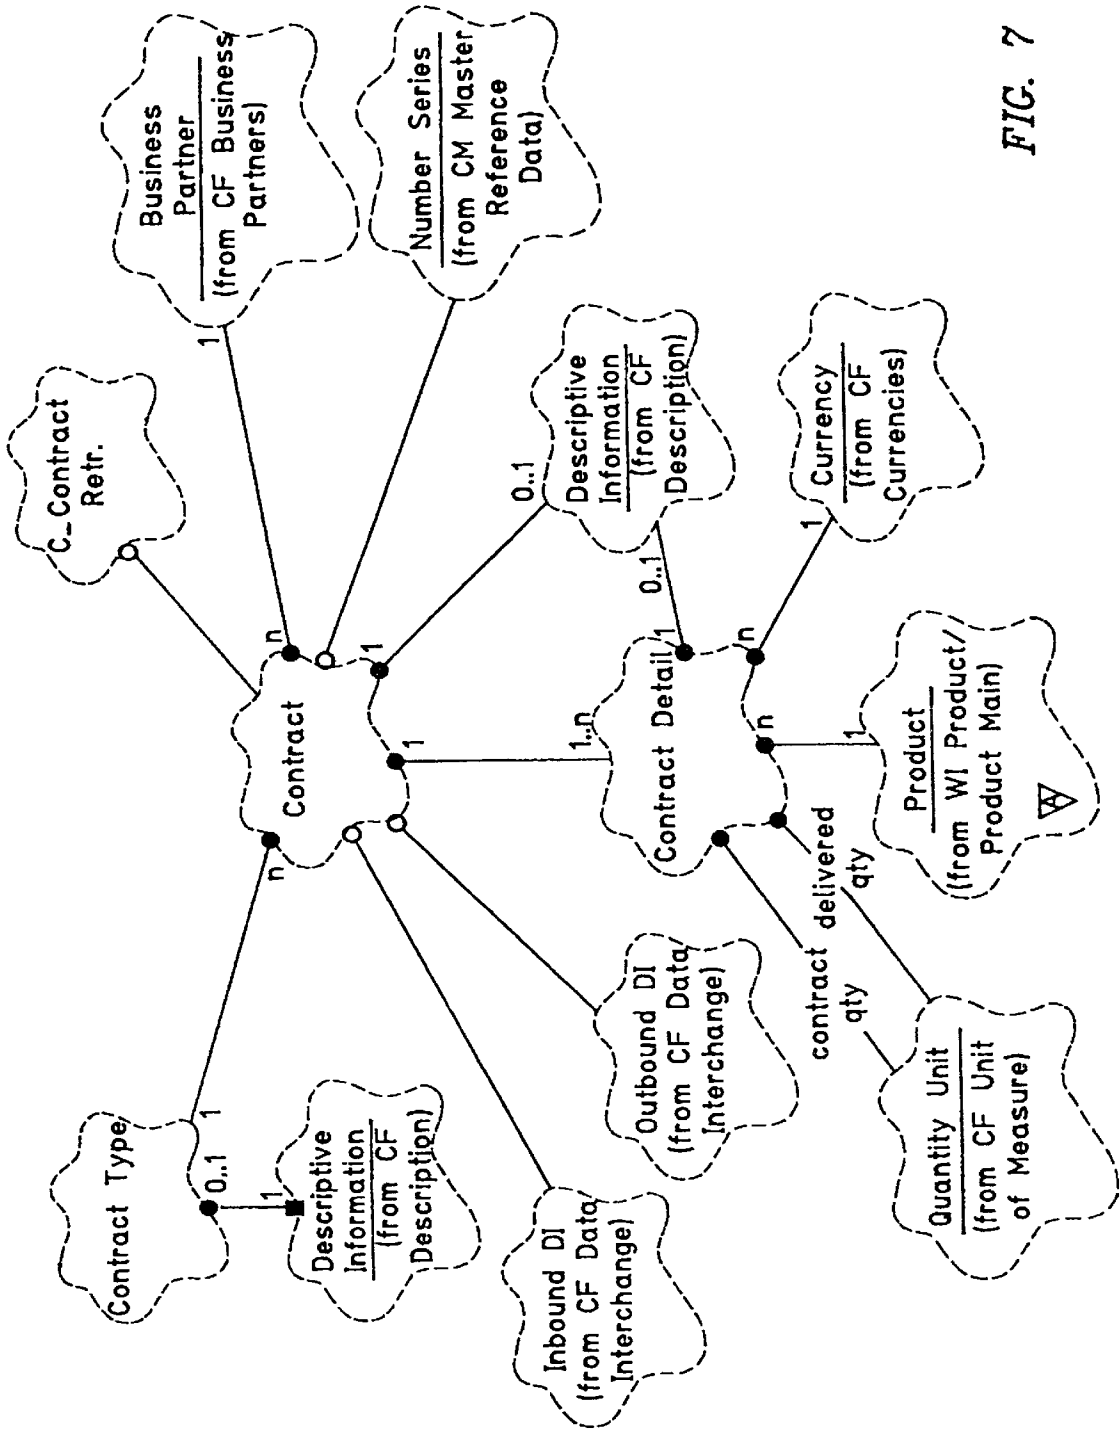 Contract Type
1
0..1
1
Descriptive
Information
(from CF
Description)
Inbound DI
(from CF Data
Interchange)
Outbound DI
(from CF Data
Interchange)
n
Contract
n
1
1
C_Contract
Retr.
1
Business
Partner
(from CF Business
Partners)
Number Series
(from CM Master
Reference
Data)
0..1
Descriptive
Information
(from CF
Description)
0..1
1..n
Contract Detail
1
n
n
1
Currency
(from CF
Currencies)
1
Product
(from WI Product/
Product Main)
A
contract
qty
delivered
qty
Quantity Unit
(from CF Unit
of Measure)
FIG. 7